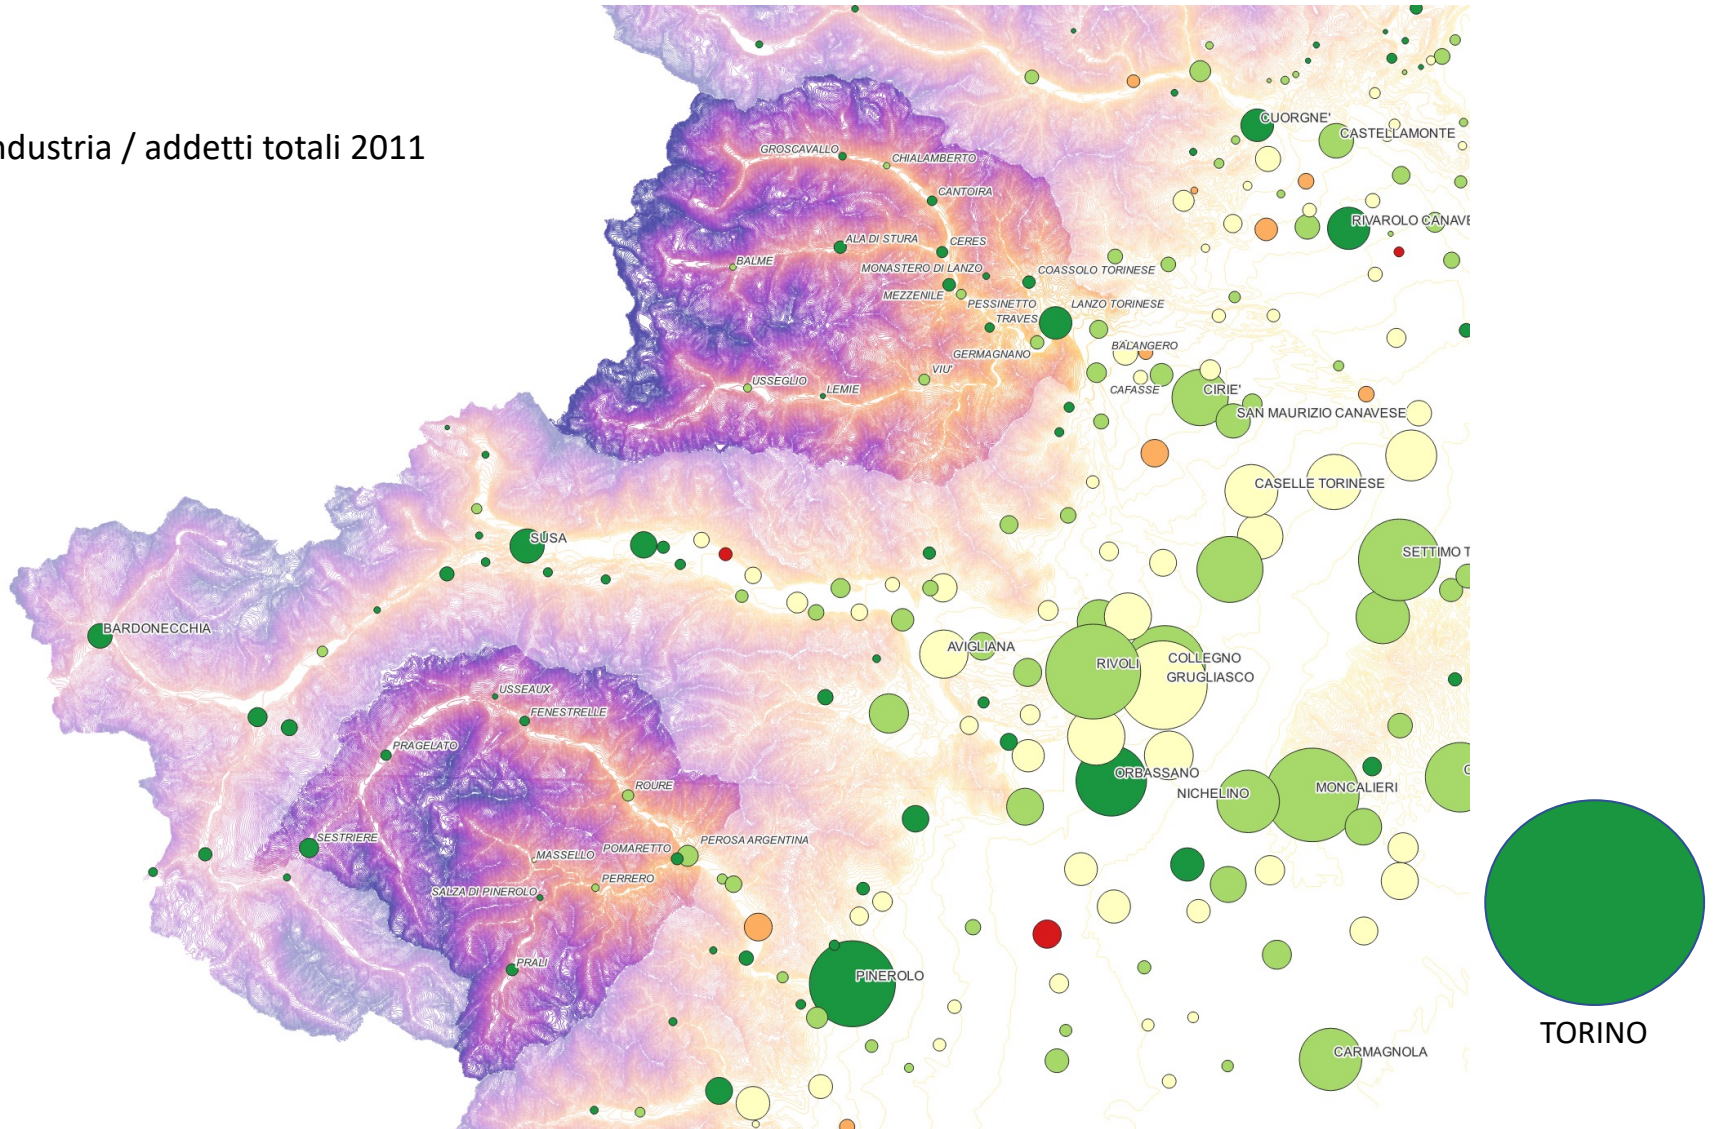 ndustria / addetti totali 2011
CUORGNE'
CASTELLAMONTE
GROSCAVALLO
CHIALAMBERTO
CANTOIRA
RIVAROLO CANAVE
ALA DI STURA
CERES
BALME
MONASTERO DI LANZO
COASSOLO TORINESE
MEZZENILE
PESSINETTO
LANZO TORINESE
TRAVES
GERMAGNANO
BALANGERO
VIU'
USSEGLIO
LEMIE
CAFASSE
CIRIE'
SAN MAURIZIO CANAVESE
CASELLE TORINESE
SUSA
SETTIMO T
BARDONECCHIA
AVIGLIANA
RIVOLI
COLLEGNO
GRUGLIASCO
USSEAUX
FENESTRELLE
PRAGELATO
ORBASSANO
ROURE
NICHELINO
MONCALIERI
C
SESTRIERE
POMARETTO
PEROSA ARGENTINA
MASSELLO
PERRERO
SALZA DI PINEROLO
PRALI
PINEROLO
TORINO
CARMAGNOLA